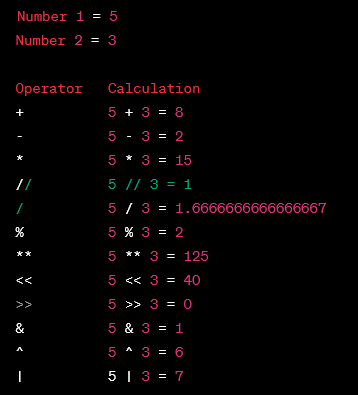 Number 1 = 5
Number 2 = 3
Operator Calculation
+ 5 + 3 = 8
- 5 - 3 = 2
* 5 * 3 = 15
// 5 // 3 = 1
/ 5 / 3 = 1.6666666666666667
% 5 % 3 = 2
** 5 ** 3 = 125
<< 5 << 3 = 40
>> 5 >> 3 = 0
& 5 & 3 = 1
^ 5 ^ 3 = 6
| 5 | 3 = 7